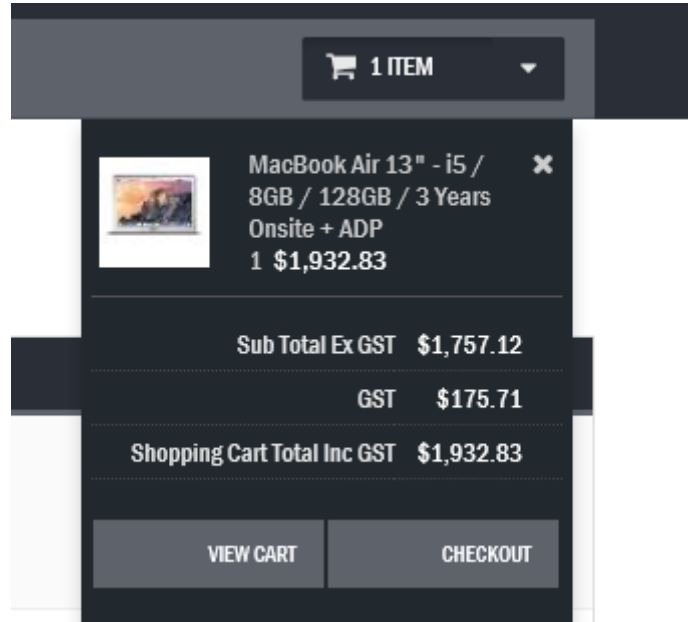 1 ITEM
MacBook Air 13" - i5 /
8GB / 128GB / 3 Years
Onsite + ADP
1 $1,932.83
Sub Total Ex GST $1,757.12
GST $175.71
Shopping Cart Total Inc GST $1,932.83
VIEW CART CHECKOUT